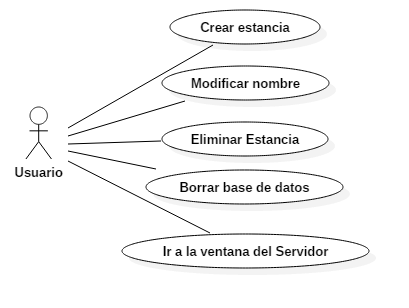 Crear estancia
Modificar nombre
Eliminar Estancia
Usuario
Borrar base de datos
Ir a la ventana del Servidor